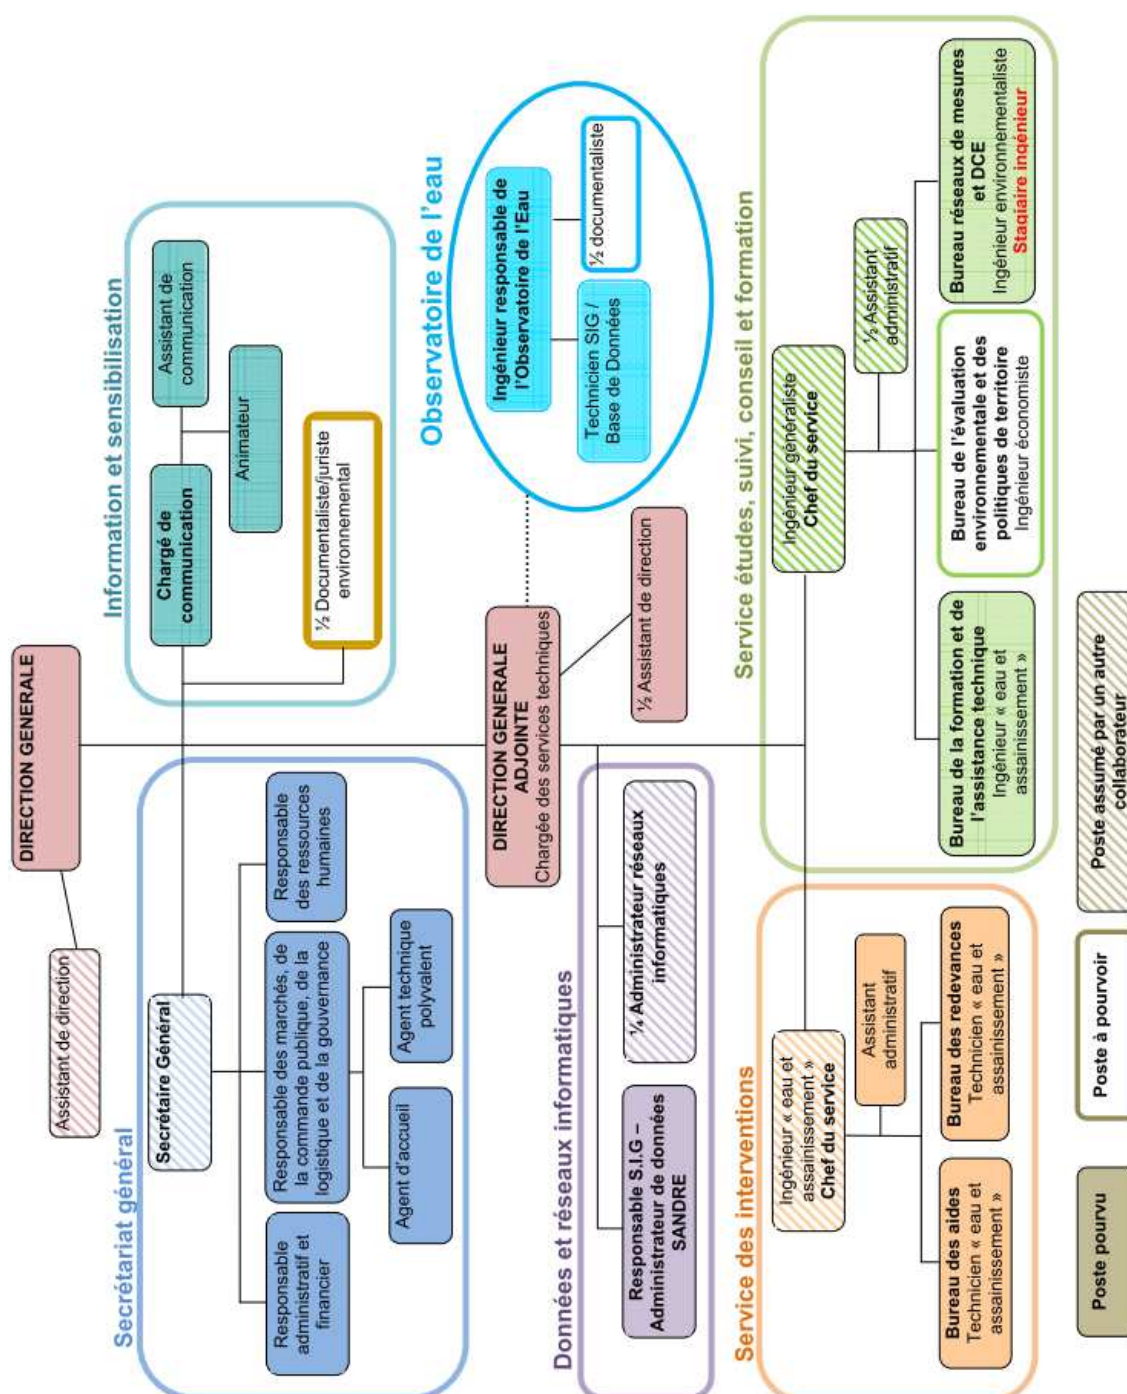 DIRECTION GENERALE
Assistant de direction
Secrétariat général
Secrétaire Général
Responsable
administratif et
financier
Responsable des marchés, de
la commande publique, de la
logistique et de la gouvernance
Responsable
des ressources
humaines
Agent d'accueil
Agent technique
polyvalent
Information et sensibilisation
Chargé de
communication
Assistant de
communication
Animateur
½ Documentaliste/juriste
environnemental
DIRECTION GENERALE
ADJOINTE
Chargée des services techniques
½ Assistant de direction
Observatoire de l'eau
Ingénieur responsable de
l'Observatoire de l'Eau
Technicien SIG /
Base de Données
½ documentaliste
Données et réseaux informatiques
Responsable S.I.G –
Administrateur de données
SANDRE
¼ Administrateur réseaux
informatiques
Service des interventions
Ingénieur « eau et
assainissement »
Chef du service
Assistant
administratif
Bureau des aides
Technicien « eau et
assainissement »
Bureau des redevances
Technicien « eau et
assainissement »
Service études, suivi, conseil et formation
Ingénieur généraliste
Chef du service
½ Assistant
administratif
Bureau de la formation et de
l'assistance technique
Ingénieur « eau et
assainissement »
Bureau de l'évaluation
environnementale et des
politiques de territoire
Ingénieur économiste
Bureau réseaux de mesures
et DCE
Ingénieur environnementaliste
Stagiaire ingénieur
Poste pourvu
Poste à pourvoir
Poste assumé par un autre
collaborateur